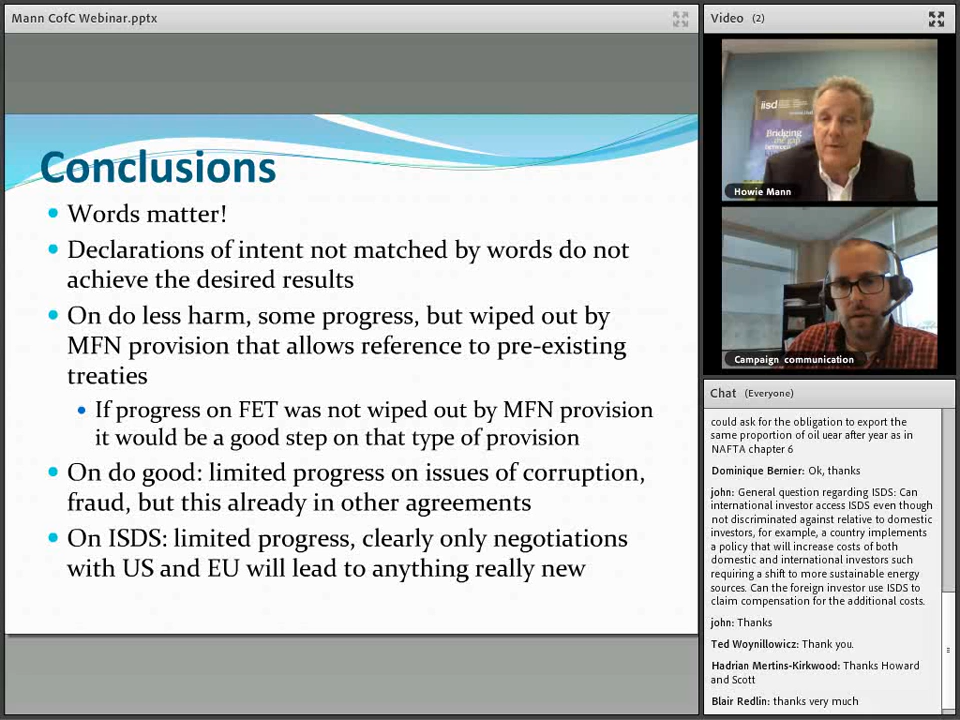 Mann CofC Webinar.pptx
Conclusions
Words matter!
Declarations of intent not matched by words do not
achieve the desired results
On do less harm, some progress, but wiped out by
MFN provision that allows reference to pre-existing
treaties
If progress on FET was not wiped out by MFN provision
it would be a good step on that type of provision
On do good: limited progress on issues of corruption,
fraud, but this already in other agreements
On ISDS: limited progress, clearly only negotiations
with US and EU will lead to anything really new
Video (2)
iisd
Bridging
Howie Mann
Campaign communication
Chat (Everyone)
could ask for the obligation to export the
same proportion of oil uear after year as in
NAFTA chapter 6
Dominique Bernier: Ok, thanks
john: General question regarding ISDS: Can
international investor access ISDS even though
not discriminated against relative to domestic
investors, for example, a country implements
a policy that will increase costs of both
domestic and international investors such
requiring a shift to more sustainable energy
sources. Can the foreign investor use ISDS to
claim compensation for the additional costs.
john: Thanks
Ted Woynillowicz: Thank you.
Hadrian Mertins-Kirkwood: Thanks Howard
and Scott
Blair Redlin: thanks very much